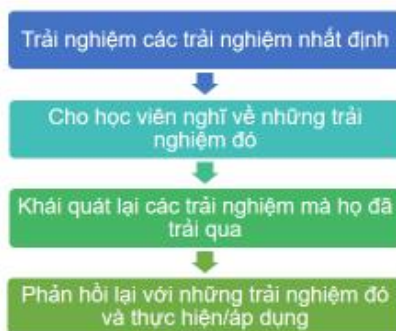 Trải nghiệm các trải nghiệm nhất định
Cho học viên nghĩ về những trải
nghiệm đó
Khái quát lại các trải nghiệm mà họ đã
trải qua
Phản hồi lại với những trải nghiệm đó
và thực hiện/áp dụng